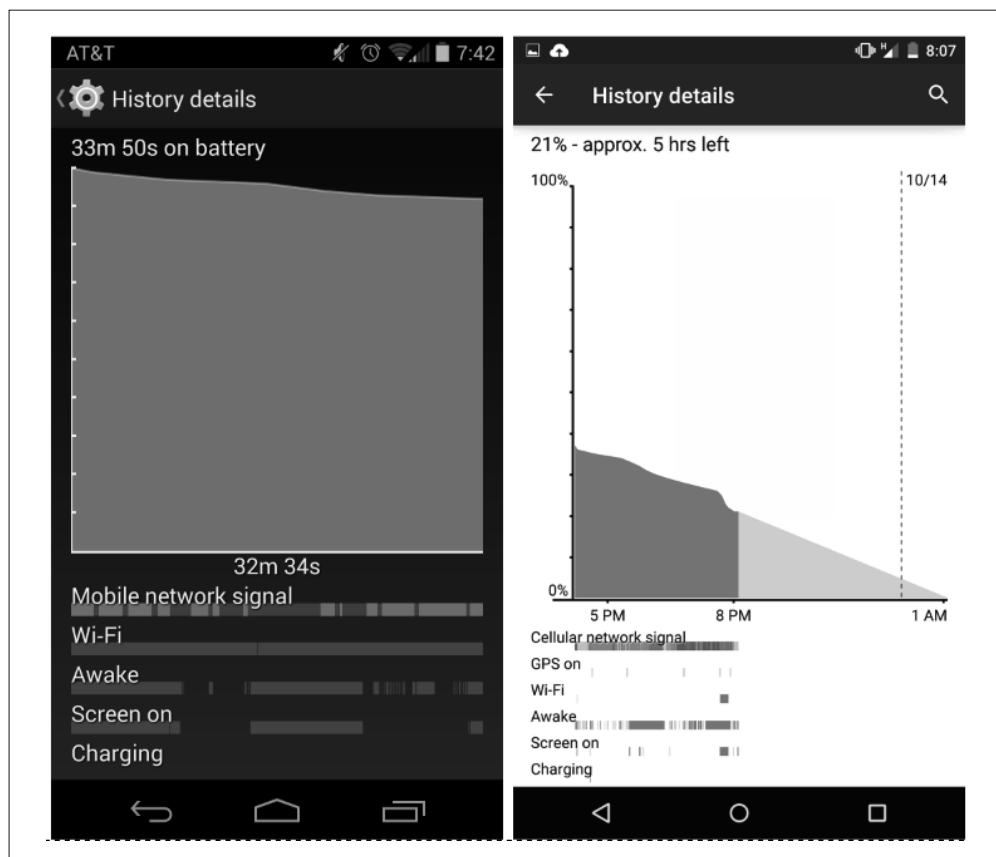 AT&T 7:42
History details
33m 50s on battery
32m 34s
Mobile network signal
Wi-Fi
Awake
Screen on
Charging
H 8:07
History details
21% - approx. 5 hrs left
100% 10/14
0%
5 PM 8 PM 1 AM
Cellular network signal
GPS on
Wi-Fi
Awake
Screen on
Charging